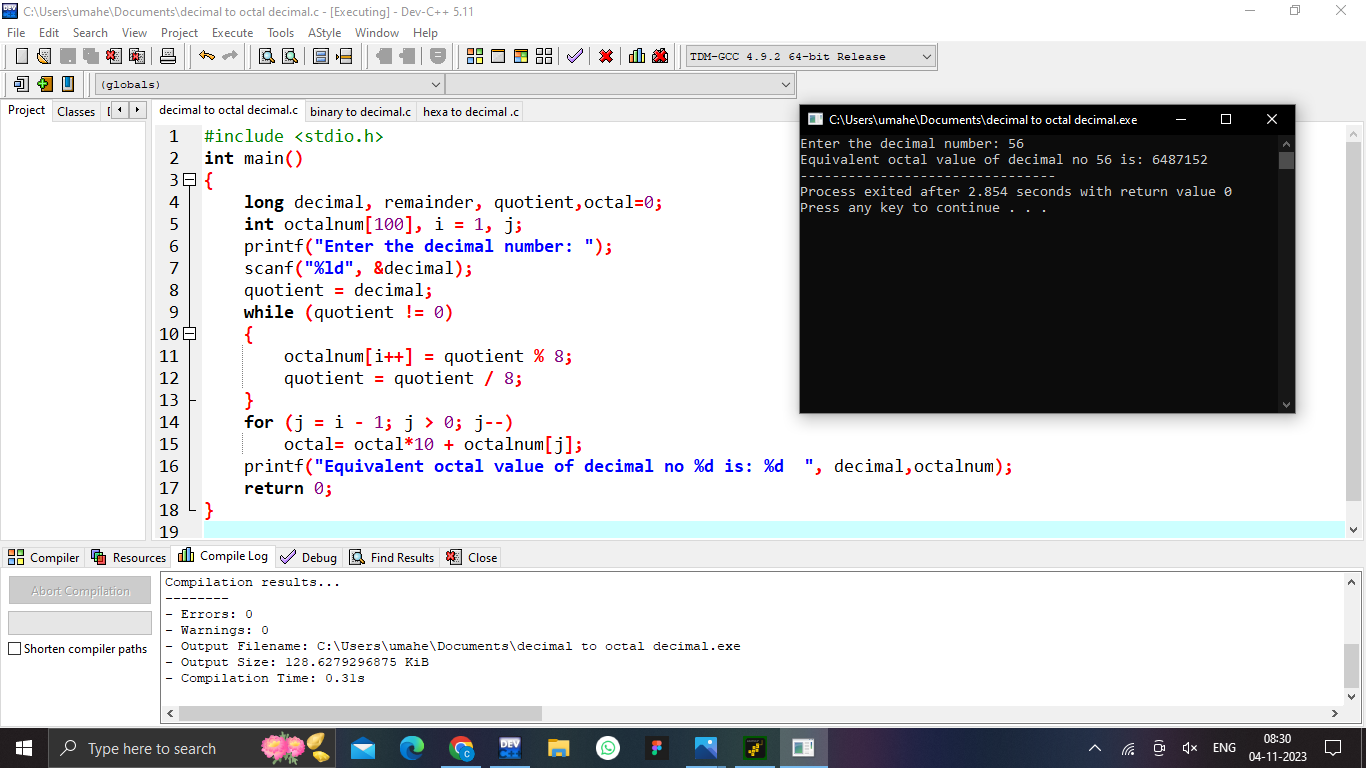 C:\Users\umahe\Documents\decimal to octal decimal.c - [Executing] - Dev-C++ 5.11
File Edit Search View Project Execute Tools AStyle Window Help
TDM-GCC 4.9.2 64-bit Release
(globals)
Project Classes
decimal to octal decimal.c binary to decimal.c hexa to decimal .c
1 #include <stdio.h>
2 int main()
3 {
4 long decimal, remainder, quotient,octal=0;
5 int octalnum[100], i = 1, j;
6 printf("Enter the decimal number: ");
7 scanf("%ld", &decimal);
8 quotient = decimal;
9 while (quotient != 0)
10 {
11 octalnum[i++] = quotient % 8;
12 quotient = quotient / 8;
13 }
14 for (j = i - 1; j > 0; j--)
15 octal= octal*10 + octalnum[j];
16 printf("Equivalent octal value of decimal no %d is: %d  ", decimal,octalnum);
17 return 0;
18 }
19
C:\Users\umahe\Documents\decimal to octal decimal.exe
Enter the decimal number: 56
Equivalent octal value of decimal no 56 is: 6487152
--------------------------------
Process exited after 2.854 seconds with return value 0
Press any key to continue . . .
Compiler Resources Compile Log Debug Find Results Close
Abort Compilation
Shorten compiler paths
Compilation results...
--------
- Errors: 0
- Warnings: 0
- Output Filename: C:\Users\umahe\Documents\decimal to octal decimal.exe
- Output Size: 128.6279296875 KiB
- Compilation Time: 0.31s
Type here to search
DEV
ENG
08:30
04-11-2023